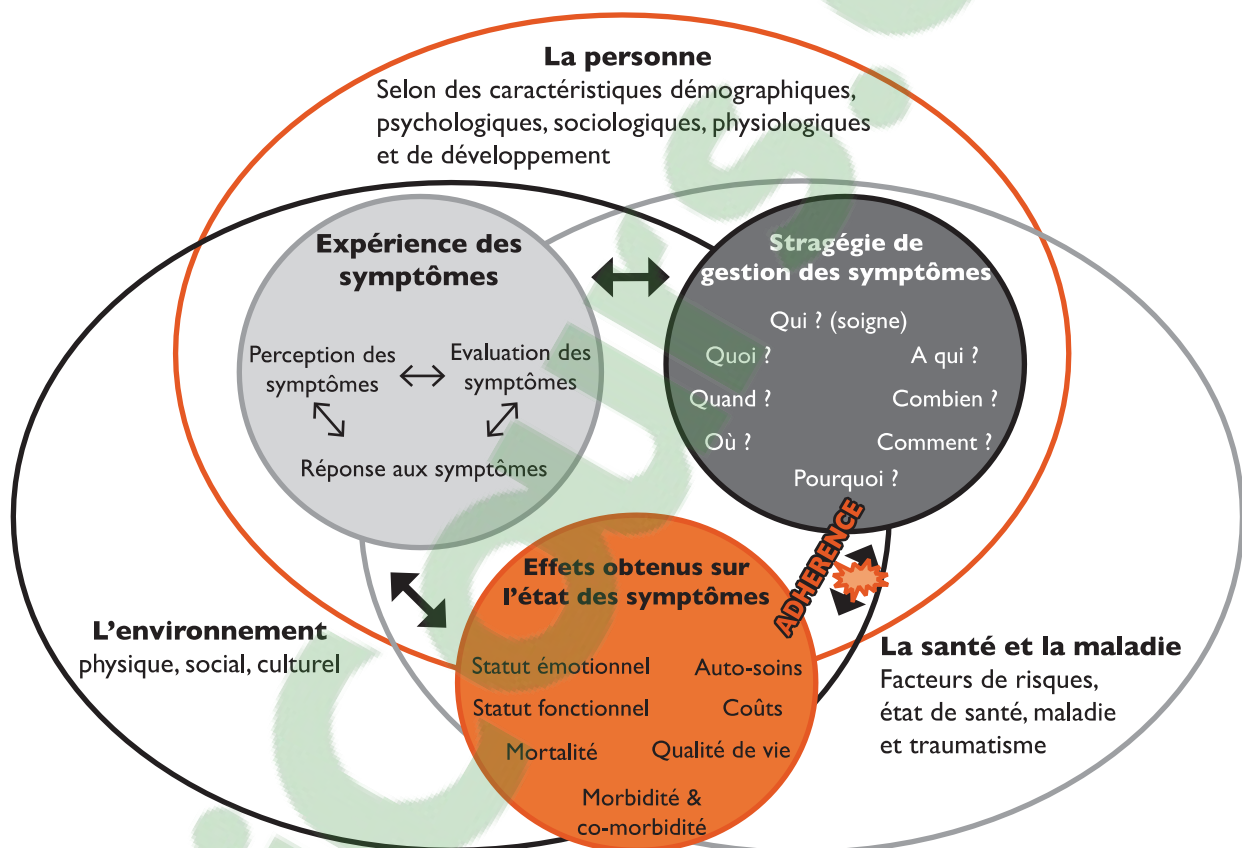 La personne
Selon des caractéristiques démographiques,
psychologiques, sociologiques, physiologiques
et de développement
Expérience des
symptômes
Perception des
symptômes
Evaluation des
symptômes
Réponse aux symptômes
Stragégie de
gestion des symptômes
Qui ? (soigne)
Quoi ?
A qui ?
Quand ?
Combien ?
Où ?
Comment ?
Pourquoi ?
ADHERENCE
Effets obtenus sur
l'état des symptômes
Statut émotionnel
Auto-soins
Statut fonctionnel
Coûts
Mortalité
Qualité de vie
Morbidité &
co-morbidité
L'environnement
physique, social, culturel
La santé et la maladie
Facteurs de risques,
état de santé, maladie
et traumatisme